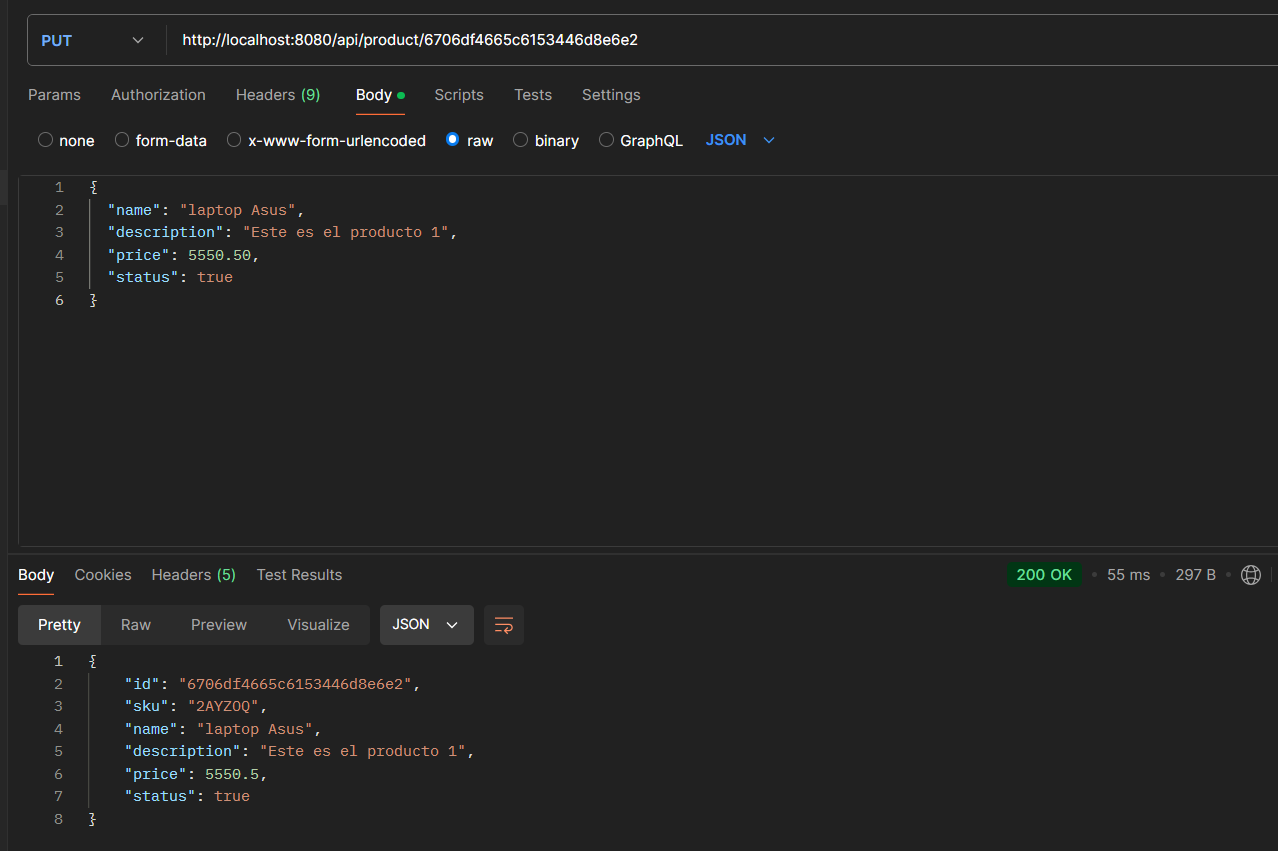 PUT http://localhost:8080/api/product/6706df4665c6153446d8e6e2
Params Authorization Headers (9) Body Scripts Tests Settings
none form-data x-www-form-urlencoded raw binary GraphQL JSON
1 {
2 "name": "laptop Asus",
3 "description": "Este es el producto 1",
4 "price": 5550.50,
5 "status": true
6 }
Body Cookies Headers (5) Test Results 200 OK 55 ms 297 B
Pretty Raw Preview Visualize JSON
1 {
2 "id": "6706df4665c6153446d8e6e2",
3 "sku": "2AYZOQ",
4 "name": "laptop Asus",
5 "description": "Este es el producto 1",
6 "price": 5550.5,
7 "status": true
8 }